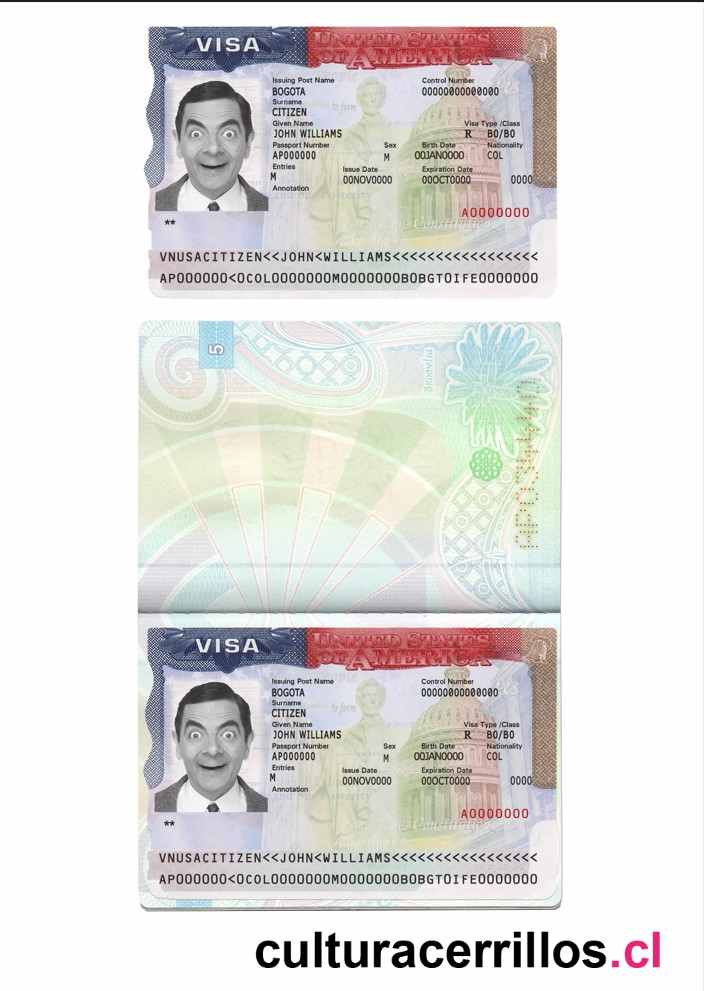 VISA
UNITED STATES
OF AMERICA
Issuing Post Name Control Number
BOGOTA 00000000000000
Surname
CITIZEN
Given Name Visa Type /Class
JOHN WILLIAMS R B0/B0
Passport Number Sex Birth Date Nationality
AP000000 M 00JAN0000 COL
Entries Issue Date Expiration Date
M 00NOV0000 00OCT0000 0000
Annotation
A0000000
**
VNUSACITIZEN<<JOHN<WILLIAMS<<<<<<<<<<<<<<<<<
AP000000<0COL0000000M0000000B0BGT0IFE0000000
5
VISA
UNITED STATES
OF AMERICA
Issuing Post Name Control Number
BOGOTA 00000000000000
Surname
CITIZEN
Given Name Visa Type /Class
JOHN WILLIAMS R B0/B0
Passport Number Sex Birth Date Nationality
AP000000 M 00JAN0000 COL
Entries Issue Date Expiration Date
M 00NOV0000 00OCT0000 0000
Annotation
A0000000
**
VNUSACITIZEN<<JOHN<WILLIAMS<<<<<<<<<<<<<<<<<
AP000000<0COL0000000M0000000B0BGT0IFE0000000
culturacerrillos.cl